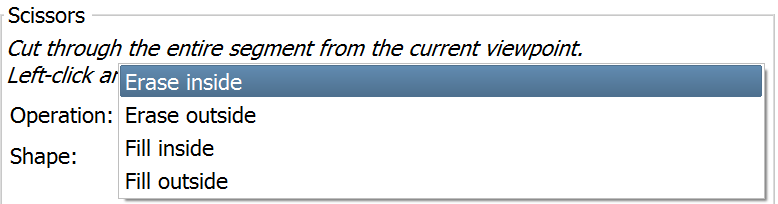 Scissors
Cut through the entire segment from the current viewpoint.
Left-click
Erase inside
Operation:
Erase outside
Shape:
Fill inside
Fill outside